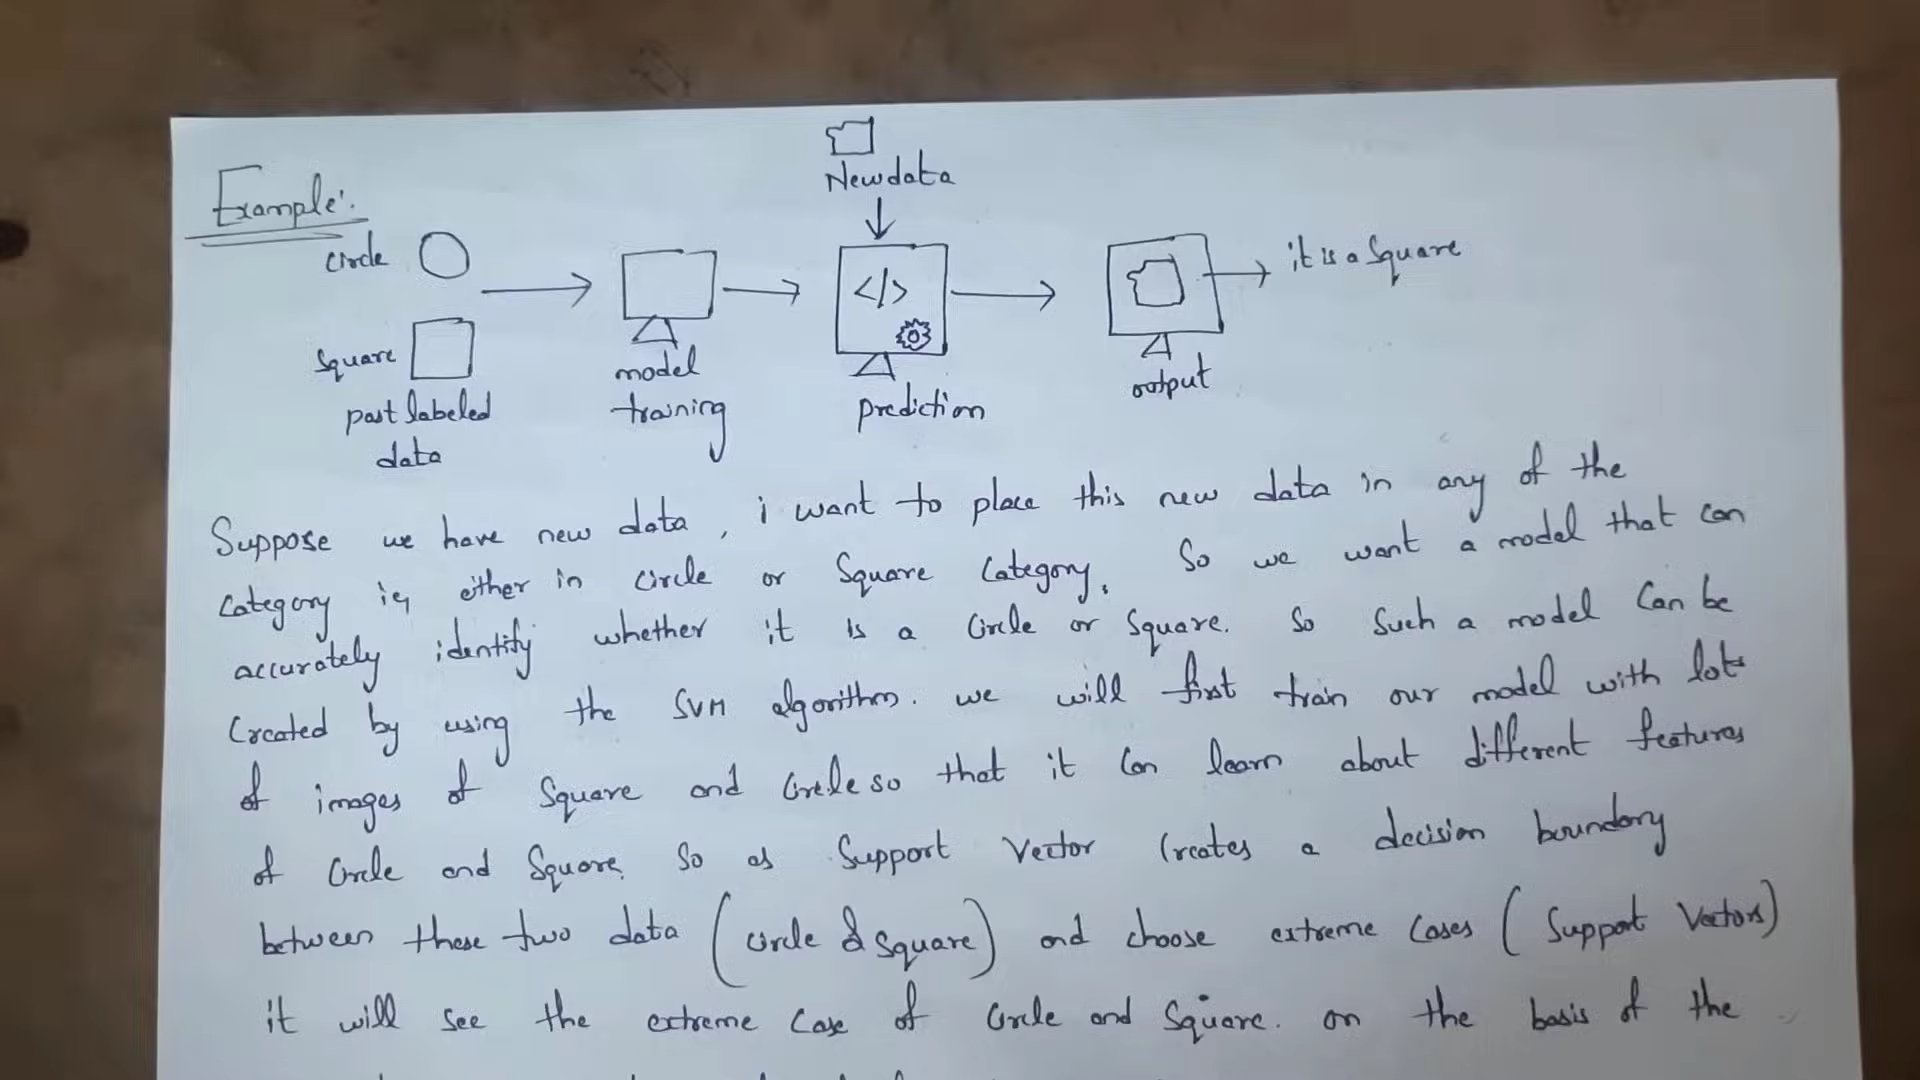 Example:
New data
circle
it is a Square
Square
</>
past labeled
data
model
training
prediction
output
Suppose we have new data, i want to place this new data in any of the
Category ie, either in circle or Square Category. So we want a model that can
accurately identify whether it is a Circle or Square. So Such a model Can be
Created by using the SVM algorithm. we will first train our model with lots
of images of Square and Circle so that it Can learn about different features
of Circle and Square. So as Support Vector Creates a decision boundary
between these two data (circle & square) and choose extreme Cases (Support Vectors)
it will see the extreme Case of Circle and Square. on the basis of the